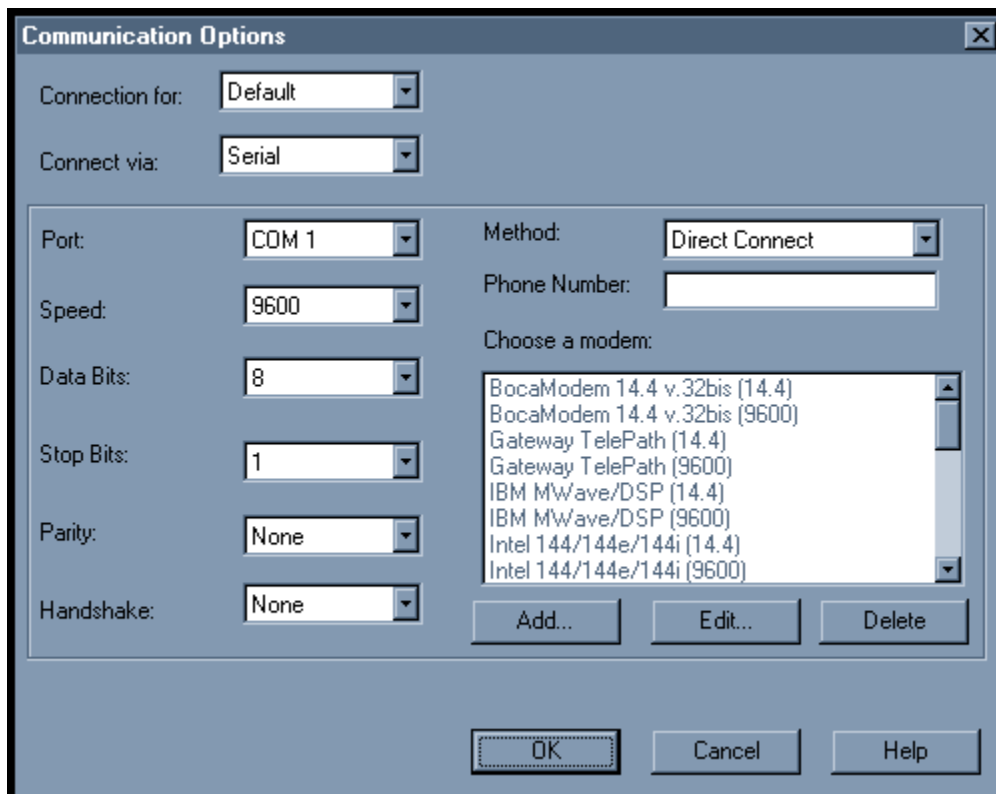 Communication Options
Connection for: Default
Connect via: Serial
Port: COM 1
Speed: 9600
Data Bits: 8
Stop Bits: 1
Parity: None
Handshake: None
Method: Direct Connect
Phone Number:
Choose a modem:
BocaModem 14.4 v.32bis (14.4)
BocaModem 14.4 v.32bis (9600)
Gateway TelePath (14.4)
Gateway TelePath (9600)
IBM MWave/DSP (14.4)
IBM MWave/DSP (9600)
Intel 144/144e/144i (14.4)
Intel 144/144e/144i (9600)
Add... Edit... Delete
OK Cancel Help